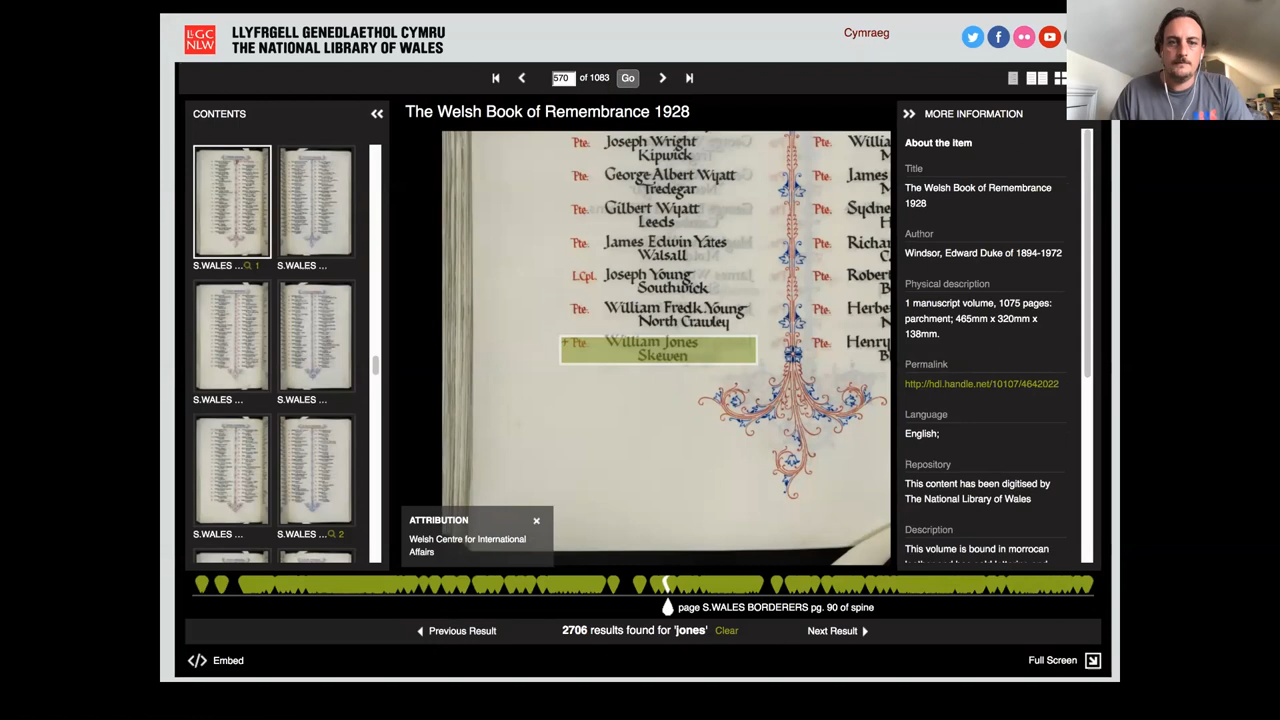 LLGC
NLW
LLYFRGELL GENEDLAETHOL CYMRU
THE NATIONAL LIBRARY OF WALES
Cymraeg
570 of 1083 Go
CONTENTS
S.WALES ... 1
S.WALES ...
S.WALES ...
S.WALES ...
S.WALES ...
S.WALES ... 2
The Welsh Book of Remembrance 1928
Pte. Joseph Wright
Kipwick
Pte. George Albert Wyatt
Tredegar
Pte. Gilbert Wyatt
Leeds
Pte. James Edwin Yates
Walsall
L.Cpl. Joseph Young
Southwick
Pte. William Fredk. Young
North Crawley
+ Pte. William Jones
Skewen
Pte. Willia
M
Pte. James
Pte. Sydne
H
Pte. Richar
Pte. Robert
B
Pte. Herbe
N
Pte. Henry
B
ATTRIBUTION ×
Welsh Centre for International
Affairs
MORE INFORMATION
About the item
Title
The Welsh Book of Remembrance
1928
Author
Windsor, Edward Duke of 1894-1972
Physical description
1 manuscript volume, 1075 pages:
parchment; 465mm x 320mm x
138mm.
Permalink
http://hdl.handle.net/10107/4642022
Language
English;
Repository
This content has been digitised by
The National Library of Wales
Description
This volume is bound in morrocan
page S.WALES BORDERERS pg. 90 of spine
Previous Result
2706 results found for 'jones' Clear
Next Result
Embed
Full Screen